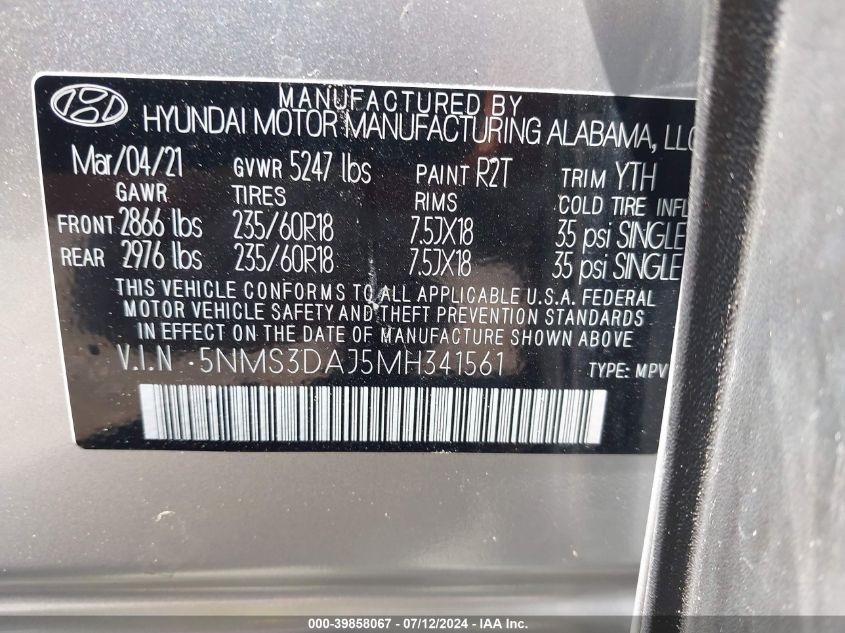 MANUFACTURED BY
HYUNDAI MOTOR MANUFACTURING ALABAMA, LLC
Mar/04/21 GVWR 5247 lbs PAINT R2T TRIM YTH
GAWR TIRES RIMS COLD TIRE INFL
FRONT 2866 lbs 235/60R18 7.5JX18 35 psi SINGLE
REAR 2976 lbs 235/60R18 7.5JX18 35 psi SINGLE
THIS VEHICLE CONFORMS TO ALL APPLICABLE U.S.A. FEDERAL
MOTOR VEHICLE SAFETY AND THEFT PREVENTION STANDARDS
IN EFFECT ON THE DATE OF MANUFACTURE SHOWN ABOVE.
V.I.N : 5NMS3DAJ5MH341561 TYPE: MPV
000-39858067 / 07/12/2024 - IAA Inc.